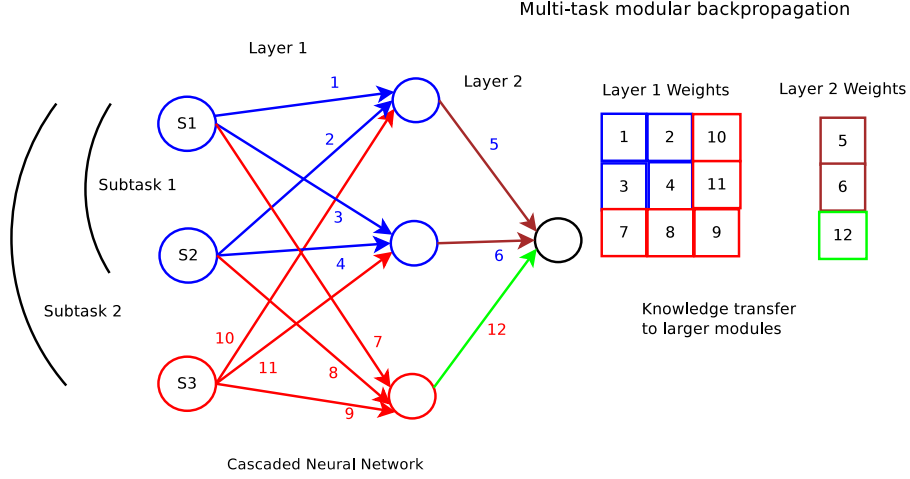 Multi-task modular backpropagation
Layer 1
Layer 2
Layer 1 Weights
Layer 2 Weights
1
2
3
4
5
6
7
8
9
10
11
12
S1
S2
S3
Subtask 1
Subtask 2
1 2 10
3 4 11
7 8 9
5
6
12
Knowledge transfer
to larger modules
Cascaded Neural Network